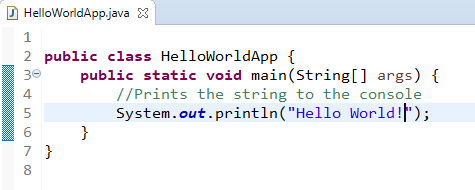 HelloWorldApp.java
1
2 public class HelloWorldApp {
3 public static void main(String[] args) {
4 //Prints the string to the console
5 System.out.println("Hello World!");
6 }
7 }
8